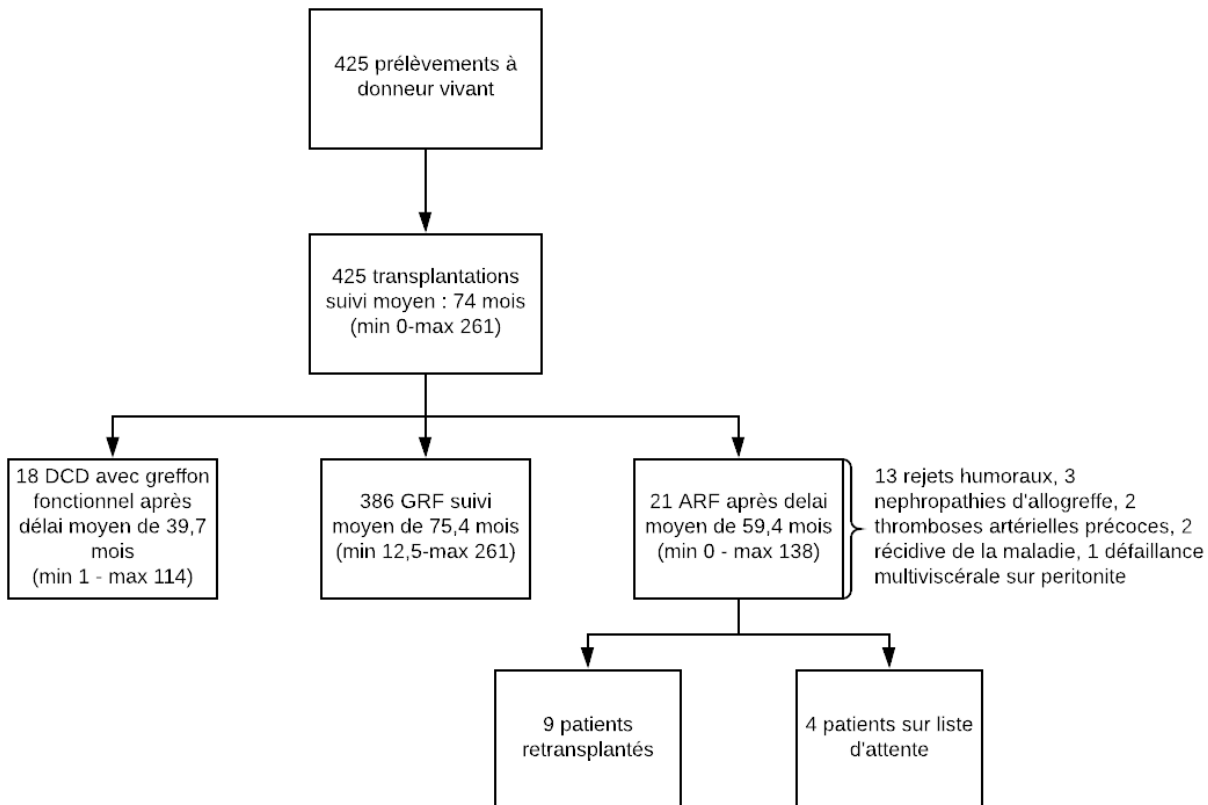 425 prélèvements à
donneur vivant
425 transplantations
suivi moyen : 74 mois
(min 0-max 261)
18 DCD avec greffon
fonctionnel après
délai moyen de 39,7
mois
(min 1 - max 114)
386 GRF suivi
moyen de 75,4 mois
(min 12,5-max 261)
21 ARF après delai
moyen de 59,4 mois
(min 0 - max 138)
13 rejets humoraux, 3
nephropathies d'allogreffe, 2
thromboses artérielles précoces, 2
récidive de la maladie, 1 défaillance
multiviscérale sur peritonite
9 patients
retransplantés
4 patients sur liste
d'attente